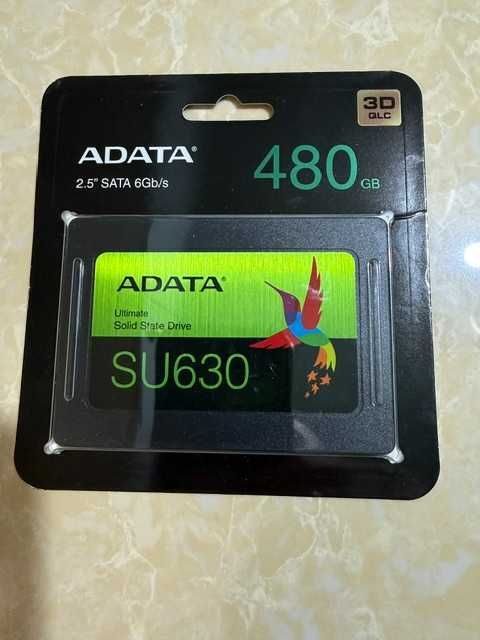 3D
QLC
ADATA®
480 GB
2.5" SATA 6Gb/s
ADATA®
Ultimate
Solid State Drive
SU630